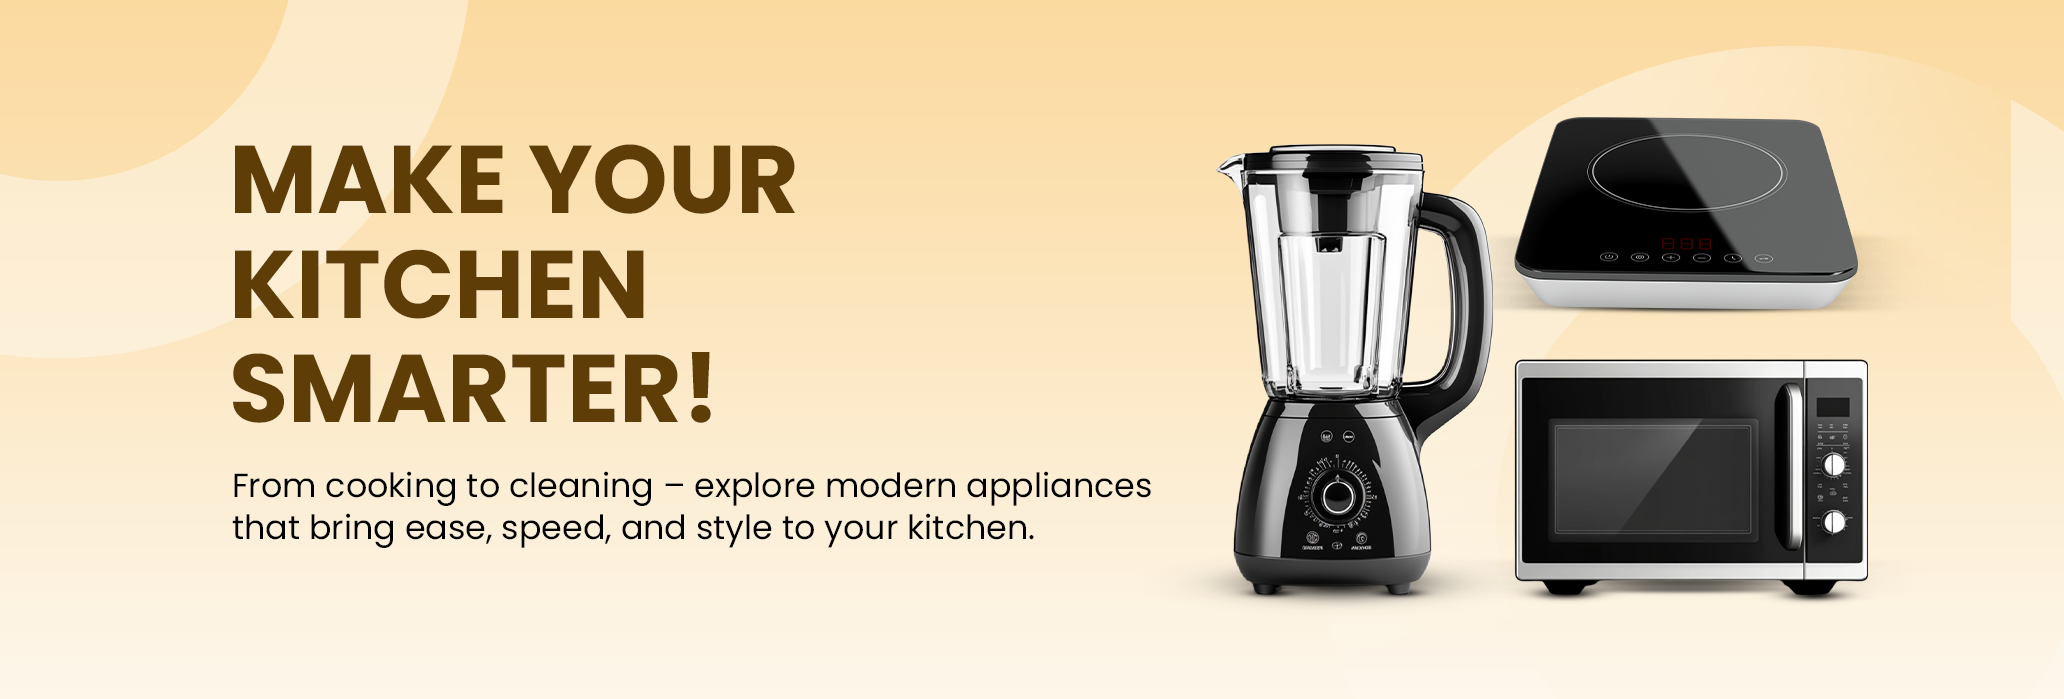 MAKE YOUR
KITCHEN
SMARTER!
From cooking to cleaning – explore modern appliances
that bring ease, speed, and style to your kitchen.